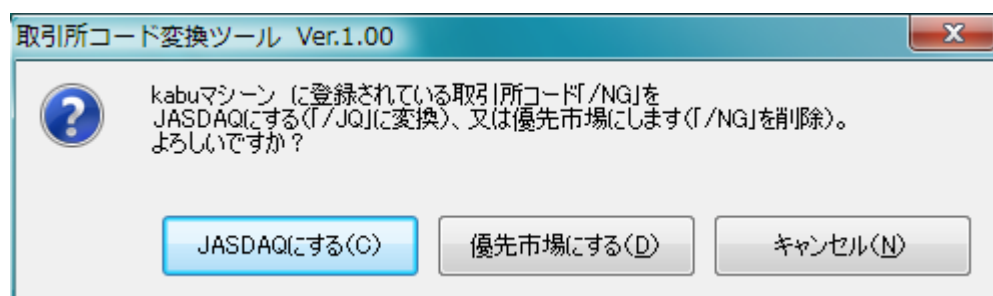 取引所コード変換ツール Ver.1.00
kabuマシーン に登録されている取引所コード「/NG」を
JASDAQにする(「/JQ」に変換)、又は優先市場にします(「/NG」を削除)。
よろしいですか?
JASDAQにする(C) 優先市場にする(D) キャンセル(N)